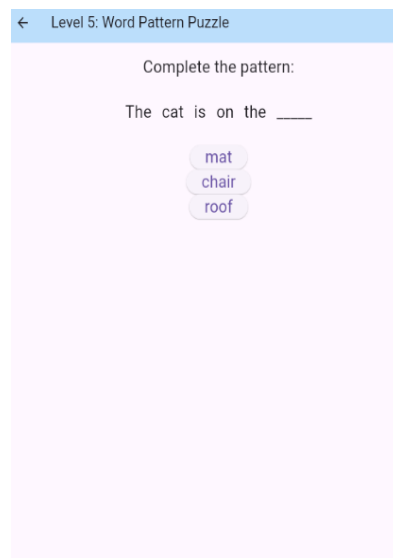 ← Level 5: Word Pattern Puzzle
Complete the pattern:
The cat is on the _____
mat
chair
roof